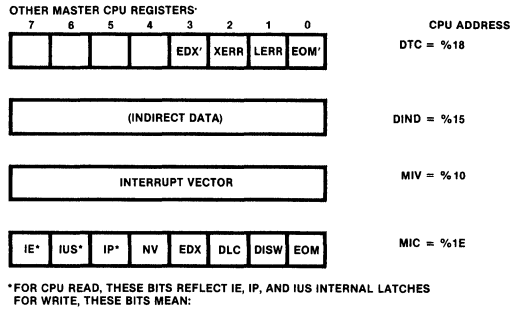 OTHER MASTER CPU REGISTERS·
7 6 5 4 3 2 1 0 CPU ADDRESS
EDX' XERR LERR EOM' DTC = %18
(INDIRECT DATA) DIND = %15
INTERRUPT VECTOR MIV = %10
IE* IUS* IP* NV EDX DLC DISW EOM MIC = %1E
*FOR CPU READ, THESE BITS REFLECT IE, IP, AND IUS INTERNAL LATCHES
FOR WRITE, THESE BITS MEAN: